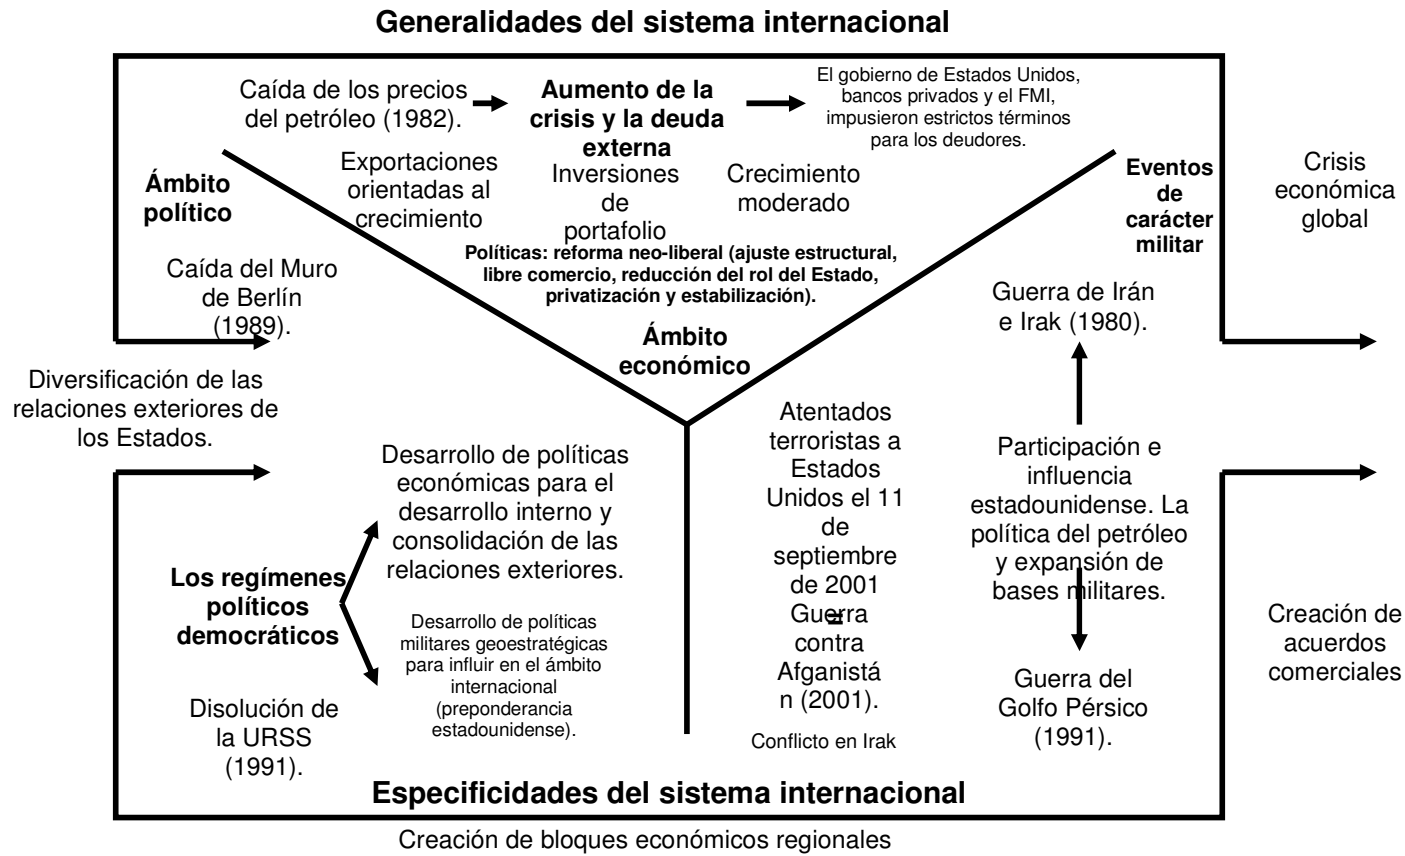 Generalidades del sistema internacional
Caída de los precios
del petróleo (1982).
Aumento de la
crisis y la deuda
externa
El gobierno de Estados Unidos,
bancos privados y el FMI,
impusieron estrictos términos
para los deudores.
Exportaciones
orientadas al
crecimiento
Inversiones
de
portafolio
Crecimiento
moderado
Políticas: reforma neo-liberal (ajuste estructural,
libre comercio, reducción del rol del Estado,
privatización y estabilización).
Ámbito
económico
Ámbito
político
Caída del Muro
de Berlín
(1989).
Diversificación de las
relaciones exteriores de
los Estados.
Los regímenes
políticos
democráticos
Desarrollo de políticas
económicas para el
desarrollo interno y
consolidación de las
relaciones exteriores.
Desarrollo de políticas
militares geoestratégicas
para influir en el ámbito
internacional
(preponderancia
estadounidense).
Disolución de
la URSS
(1991).
Eventos
de
carácter
militar
Guerra de Irán
e Irak (1980).
Participación e
influencia
estadounidense. La
política del petróleo
y expansión de
bases militares.
Guerra del
Golfo Pérsico
(1991).
Atentados
terroristas a
Estados
Unidos el 11
de
septiembre
de 2001
=
Guerra
contra
Afganistá
n (2001).
Conflicto en Irak
Crisis
económica
global
Creación de
acuerdos
comerciales
Especificidades del sistema internacional
Creación de bloques económicos regionales